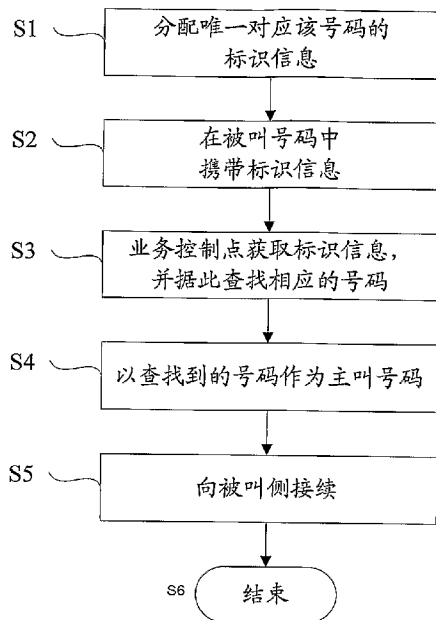 S1
分配唯一对应该号码的
标识信息
S2
在被叫号码中
携带标识信息
S3
业务控制点获取标识信息，
并据此查找相应的号码
S4
以查找到的号码作为主叫号码
S5
向被叫侧接续
S6
结束